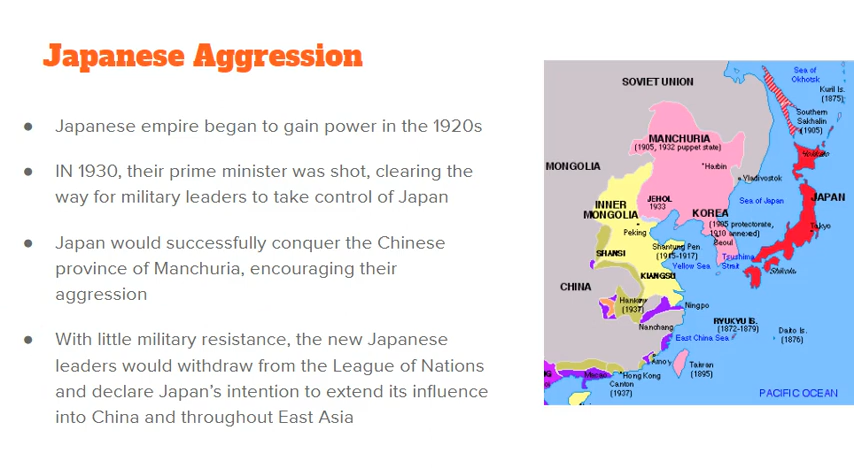 Japanese Aggression
● Japanese empire began to gain power in the 1920s
● IN 1930, their prime minister was shot, clearing the
way for military leaders to take control of Japan
● Japan would successfully conquer the Chinese
province of Manchuria, encouraging their
aggression
● With little military resistance, the new Japanese
leaders would withdraw from the League of Nations
and declare Japan's intention to extend its influence
into China and throughout East Asia
Sea of
Okhotsk
SOVIET UNION
Kuril Is.
(1875)
Southern
Sakhalin
(1905)
MANCHURIA
(1905, 1932 puppet state)
Hokkaido
MONGOLIA
Harbin
Vladivostok
JEHOL
1933
Sea of Japan
JAPAN
INNER
MONGOLIA
KOREA
(1905 protectorate,
1910 annexed)
Tokyo
Peking
Seoul
SHANSI
Shantung Pen.
(1915-1917)
Tsushima
Strait
Shikoku
Yellow Sea
KIANGSU
CHINA
Hankow
(1937)
Ningpo
RYUKYU IS.
(1872-1879)
Nanchang
Daito Is.
(1876)
East China Sea
Amoy
Taiwan
(1895)
Macao
Hong Kong
Canton
(1937)
PACIFIC OCEAN